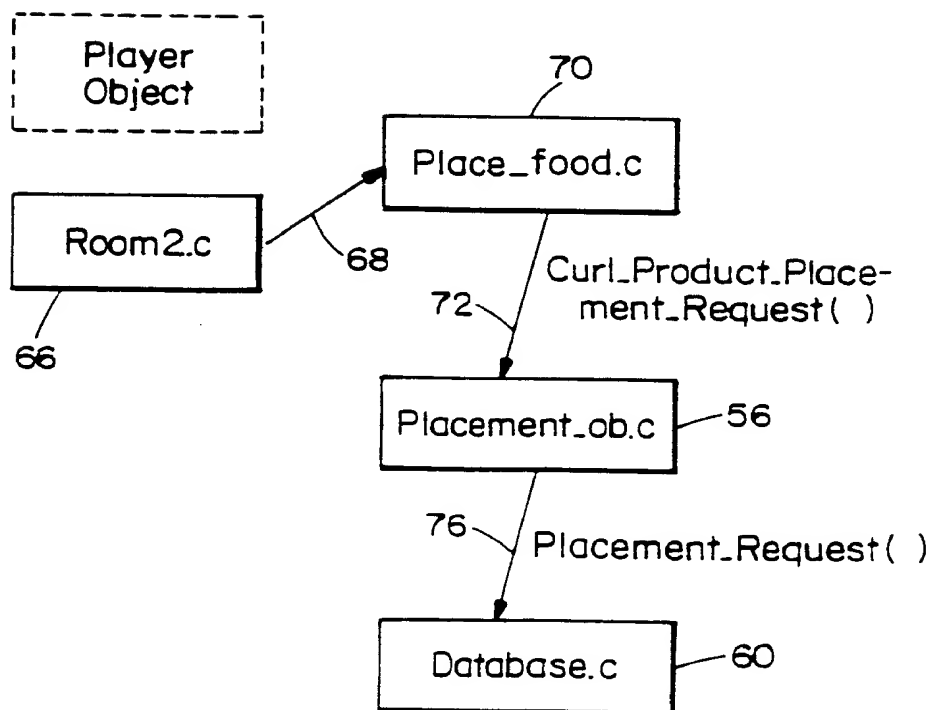 Player
Object
70
Place_food.c
Room2.c
68
66
Curl_Product_Place-
ment_Request( )
72
Placement_ob.c
56
76
Placement_Request( )
Database.c
60